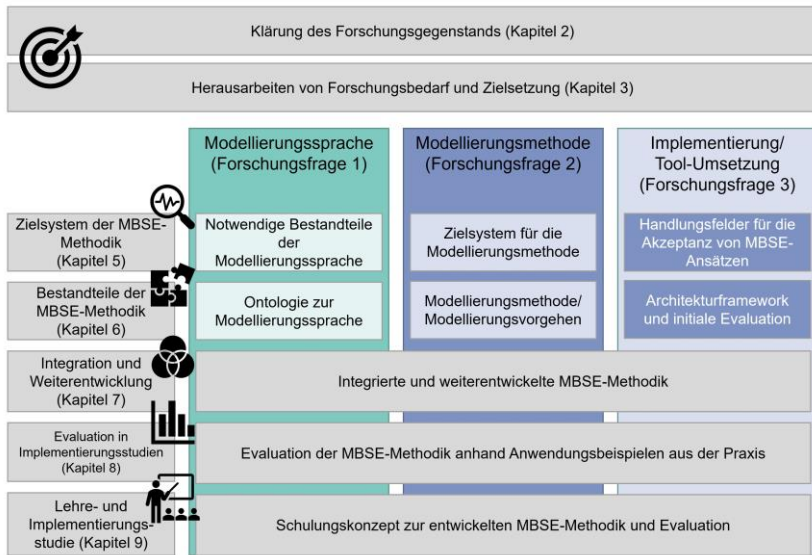 Klärung des Forschungsgegenstands (Kapitel 2)
Herausarbeiten von Forschungsbedarf und Zielsetzung (Kapitel 3)
Modellierungssprache
(Forschungsfrage 1)
Modellierungsmethode
(Forschungsfrage 2)
Implementierung/
Tool-Umsetzung
(Forschungsfrage 3)
Zielsystem der MBSE-
Methodik
(Kapitel 5)
Notwendige Bestandteile
der
Modellierungssprache
Zielsystem für die
Modellierungsmethode
Handlungsfelder für die
Akzeptanz von MBSE-
Ansätzen
Bestandteile der
MBSE-Methodik
(Kapitel 6)
Ontologie zur
Modellierungssprache
Modellierungsmethode/
Modellierungsvorgehen
Architekturframework
und initiale Evaluation
Integration und
Weiterentwicklung
(Kapitel 7)
Integrierte und weiterentwickelte MBSE-Methodik
Evaluation in
Implementierungsstudien
(Kapitel 8)
Evaluation der MBSE-Methodik anhand Anwendungsbeispielen aus der Praxis
Lehre- und
Implementierungs-
studie (Kapitel 9)
Schulungskonzept zur entwickelten MBSE-Methodik und Evaluation